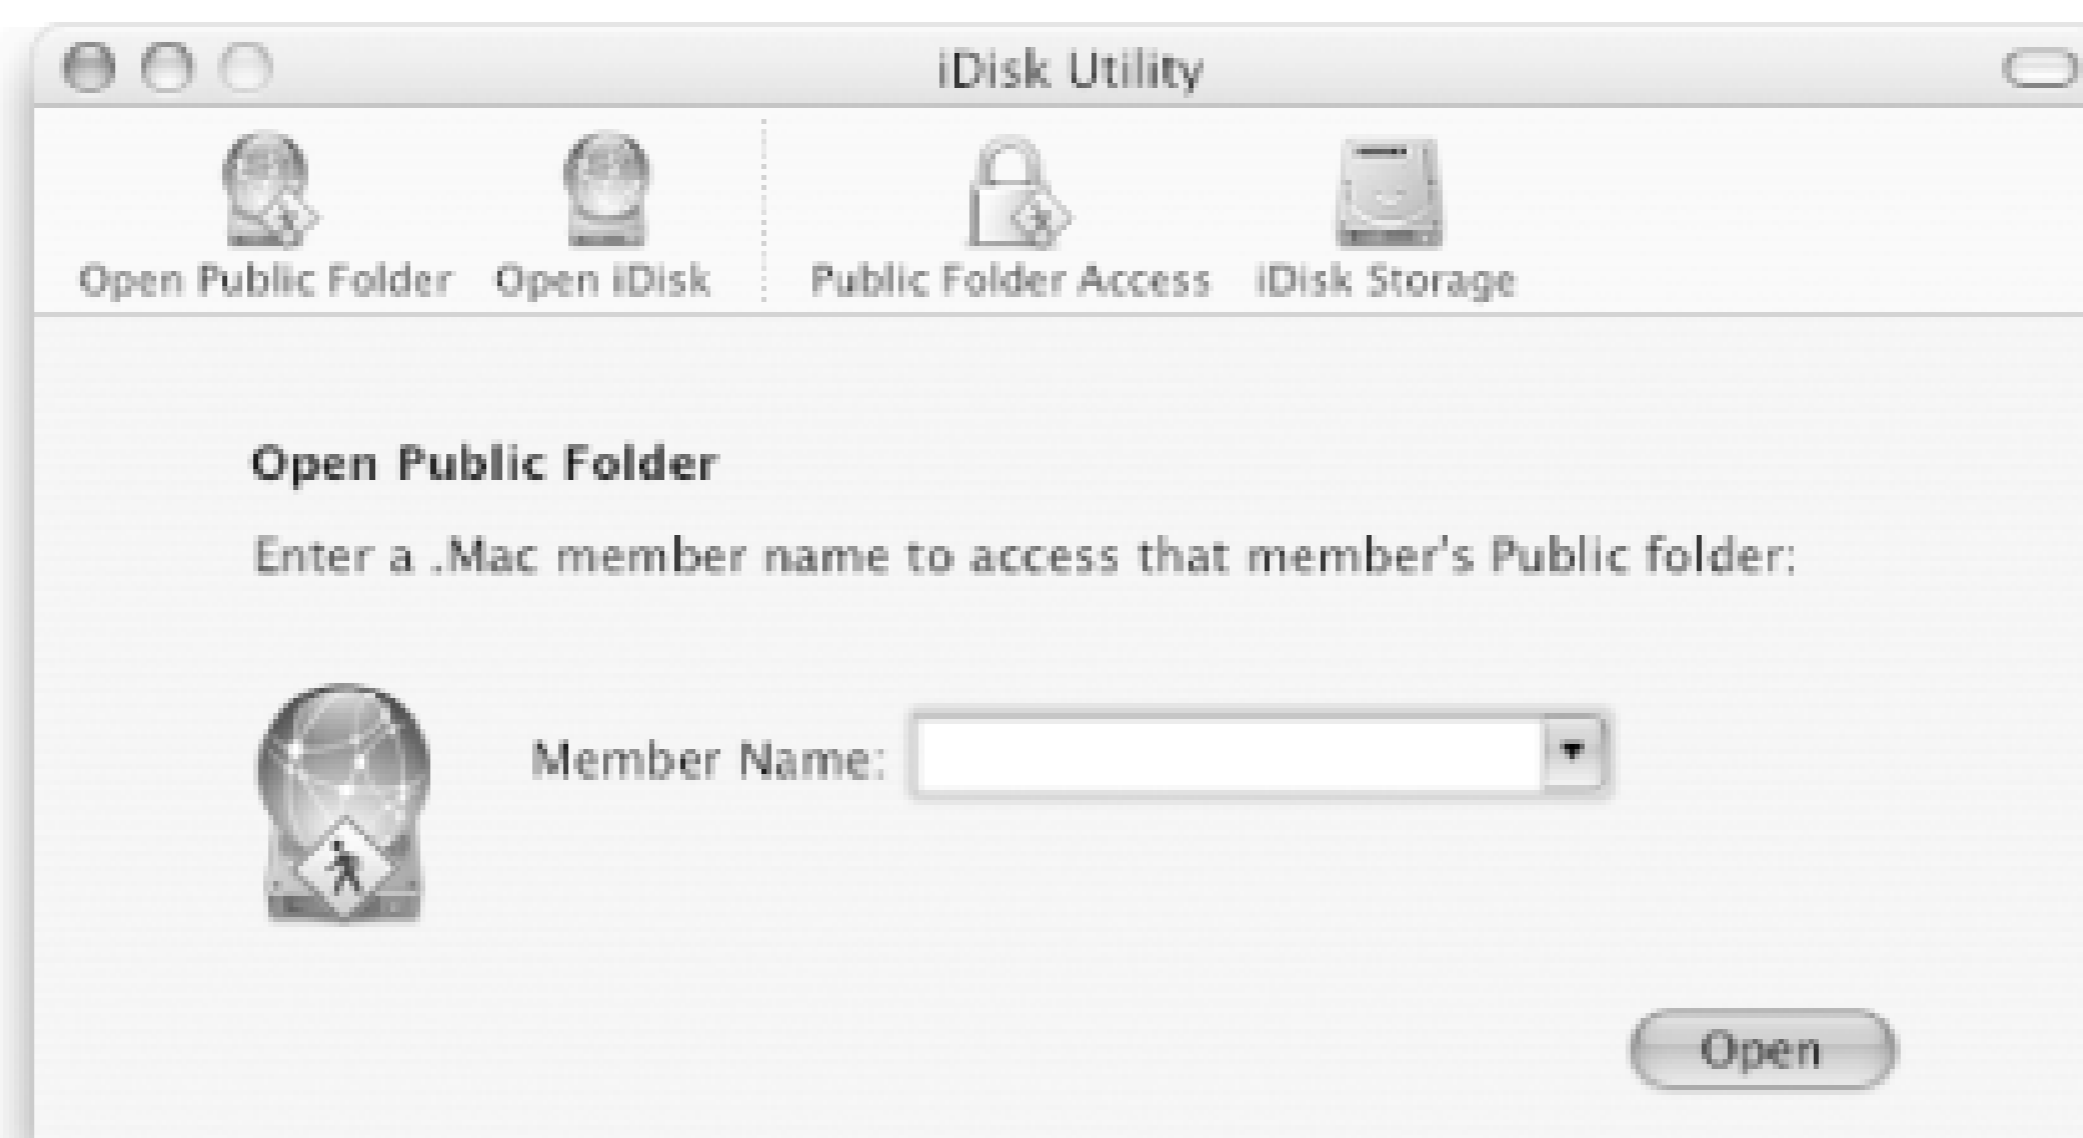 iDisk Utility
Open Public Folder Open iDisk Public Folder Access iDisk Storage
Open Public Folder
Enter a .Mac member name to access that member's Public folder:
Member Name:
Open